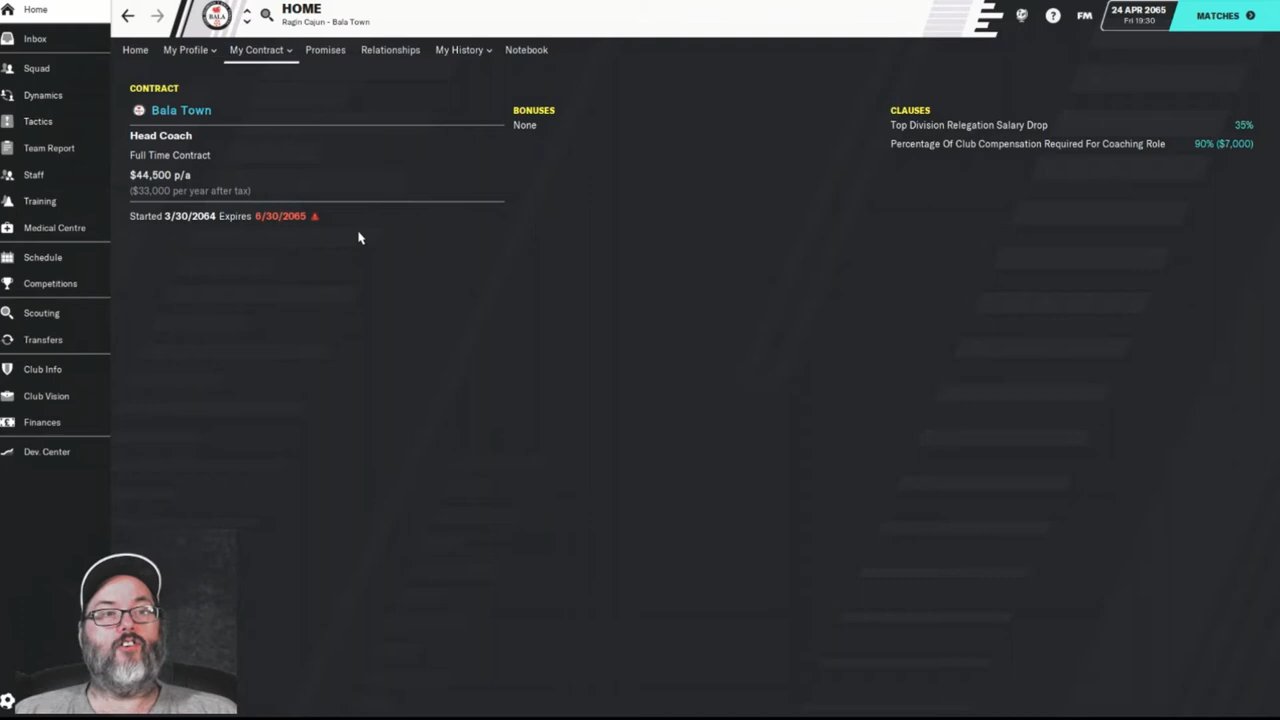 Home
Inbox
Squad
Dynamics
Tactics
Team Report
Staff
Training
Medical Centre
Schedule
Competitions
Scouting
Transfers
Club Info
Club Vision
Finances
Dev. Center
BALA
HOME
Ragin Cajun - Bala Town
FM
24 APR 2065
Fri 19:30
MATCHES
Home
My Profile
My Contract
Promises
Relationships
My History
Notebook
CONTRACT
Bala Town
Head Coach
Full Time Contract
$44,500 p/a
($33,000 per year after tax)
Started 3/30/2064 Expires 6/30/2065
BONUSES
None
CLAUSES
Top Division Relegation Salary Drop 35%
Percentage Of Club Compensation Required For Coaching Role 90% ($7,000)